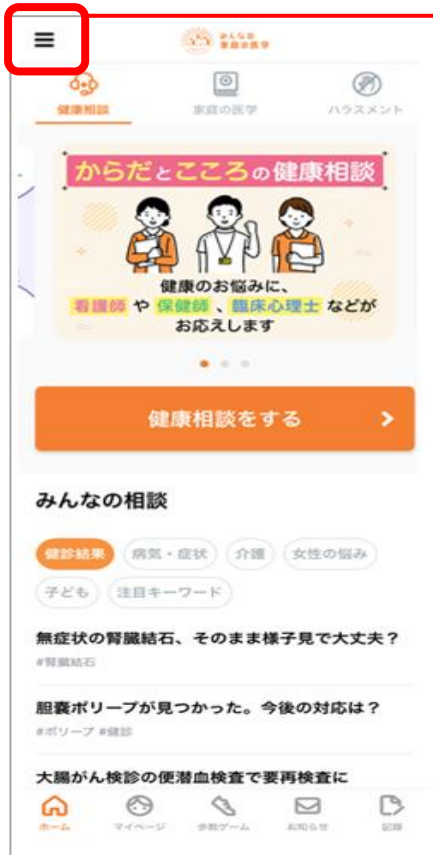 みんなの
家庭の医学
健康相談
家庭の医学
ハラスメント
からだとこころの健康相談
健康のお悩みに、
看護師 や 保健師 、臨床心理士 などが
お応えします
健康相談をする
みんなの相談
健診結果 病気・症状 介護 女性の悩み
子ども 注目キーワード
無症状の腎臓結石、そのまま様子見で大丈夫？
#腎臓結石
胆嚢ポリープが見つかった。今後の対応は？
#ポリープ #健診
大腸がん検診の便潜血検査で要再検査に
ホーム マイページ 歩数ゲーム お知らせ 記録